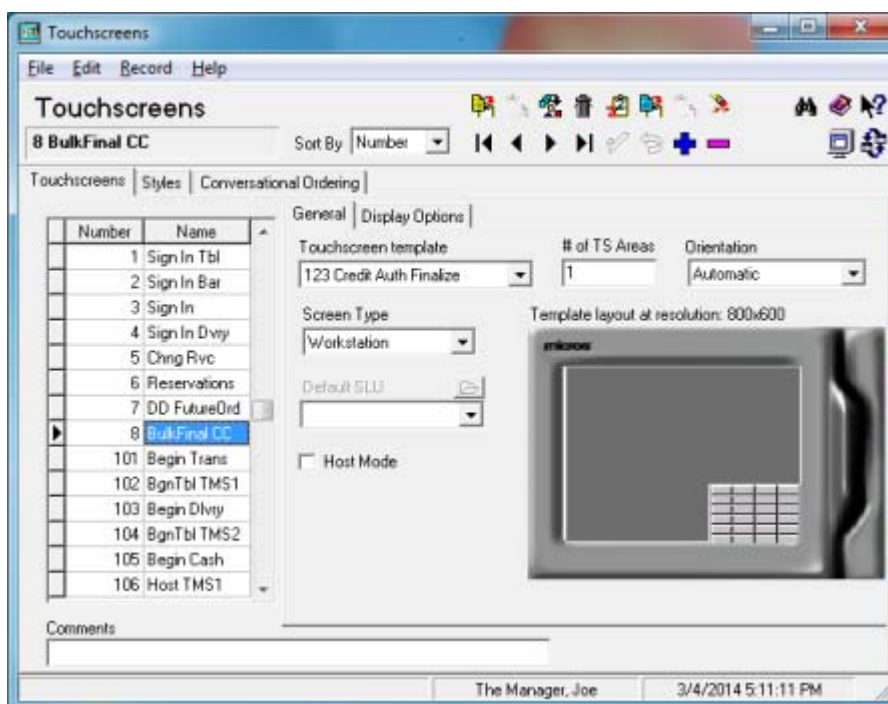 Touchscreens
File Edit Record Help
Touchscreens
8 BulkFinal CC
Sort By Number
Touchscreens Styles Conversational Ordering
General Display Options
Number Name
1 Sign In Tbl
2 Sign In Bar
3 Sign In
4 Sign In Dvry
5 Chng Rvc
6 Reservations
7 DD FutureOrd
8 BulkFinal CC
101 Begin Trans
102 BgnTbl TMS1
103 Begin Dlvry
104 BgnTbl TMS2
105 Begin Cash
106 Host TMS1
Touchscreen template
123 Credit Auth Finalize
# of TS Areas
1
Orientation
Automatic
Screen Type
Workstation
Template layout at resolution: 800x600
micros
Default SLU
Host Mode
Comments
The Manager, Joe
3/4/2014 5:11:11 PM